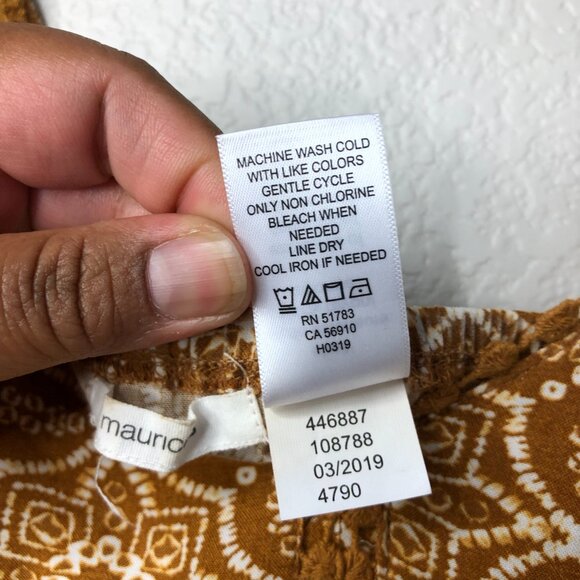 MACHINE WASH COLD
WITH LIKE COLORS
GENTLE CYCLE
ONLY NON CHLORINE
BLEACH WHEN
NEEDED
LINE DRY
COOL IRON IF NEEDED
RN 51783
CA 56910
H0319
446887
108788
03/2019
4790
mauric